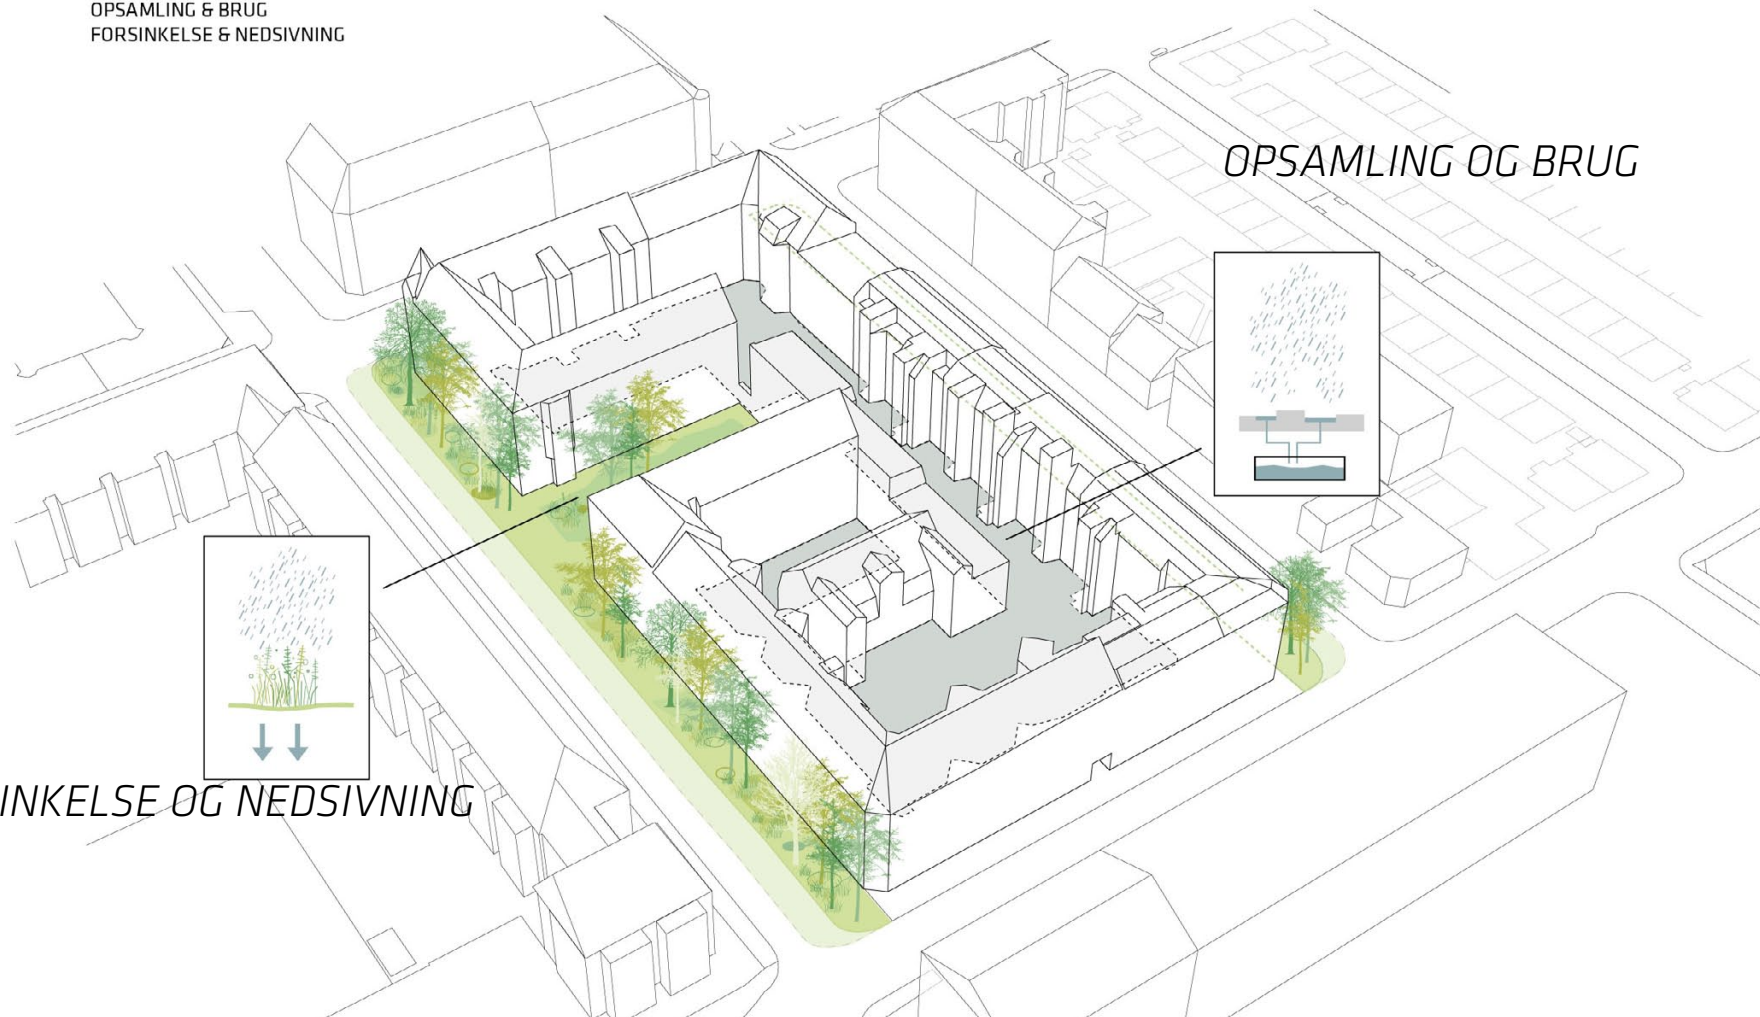 OPSAMLING & BRUG
FORSINKELSE & NEDSIVNING
OPSAMLING OG BRUG
INKELSE OG NEDSIVNING